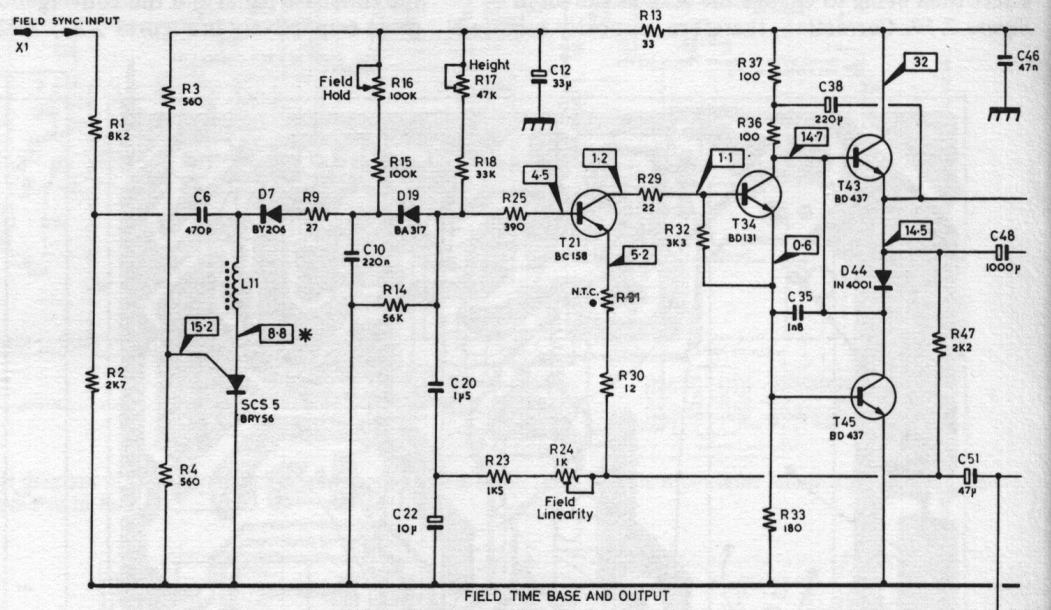 FIELD SYNC. INPUT
X1
R13
33
R3
560
R1
8K2
Field
Hold
R16
100K
Height
R17
47K
C12
33µ
R37
100
C38
220µ
32
C46
47n
R36
100
14.7
T43
BD 437
R15
100K
R18
33K
4.5
1.2
R29
22
1.1
C6
470p
D7
BY206
R9
27
D19
BA317
R25
390
T21
BC158
R32
3K3
T34
BD131
14.5
C48
1000µ
C10
220n
L11
5.2
0.6
D44
IN 4001
R14
56K
N.T.C.
R31
C35
1n8
15.2
8.8 *
R47
2K2
R2
2K7
SCS 5
BRY56
C20
1µ5
R30
12
T45
BD 437
R4
560
R23
1K5
R24
1K
Field
Linearity
C51
47µ
C22
10µ
R33
180
FIELD TIME BASE AND OUTPUT